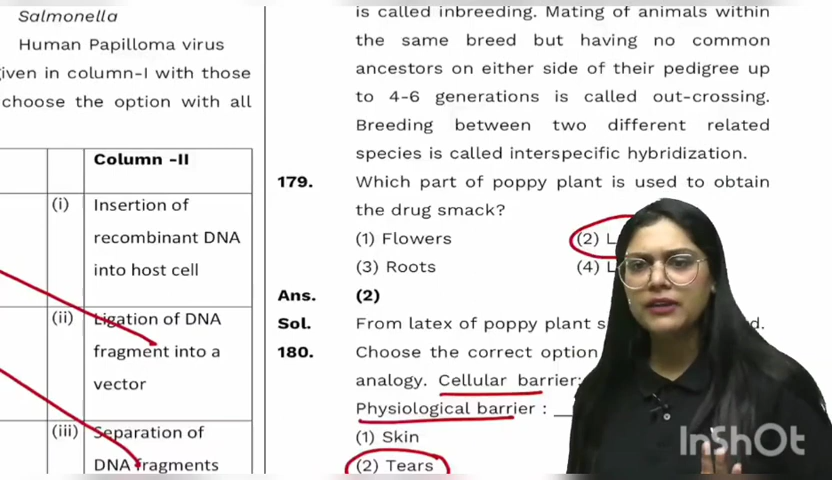 Salmonella
Human Papilloma virus
given in column-I with those
choose the option with all
Column -II
(i) Insertion of
recombinant DNA
into host cell
(ii) Ligation of DNA
fragment into a
vector
(iii) Separation of
DNA fragments
is called inbreeding. Mating of animals within
the same breed but having no common
ancestors on either side of their pedigree up
to 4-6 generations is called out-crossing.
Breeding between two different related
species is called interspecific hybridization.
179. Which part of poppy plant is used to obtain
the drug smack?
(1) Flowers (2) L
(3) Roots (4) L
Ans. (2)
Sol. From latex of poppy plant s d.
180. Choose the correct option
analogy. Cellular barrier:
Physiological barrier : __
(1) Skin
(2) Tears
InShOt